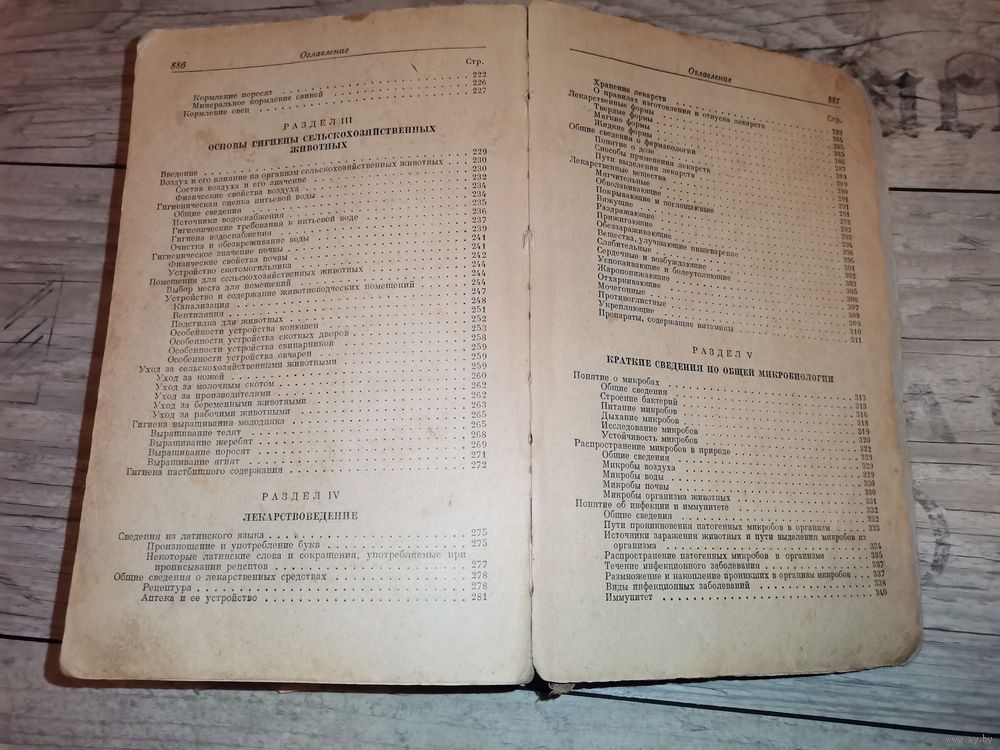 886
Оглавление
Стр.
Кормление поросят 222
Минеральное кормление свиней 226
Кормление овец 227
РАЗДЕЛ III
ОСНОВЫ ГИГИЕНЫ СЕЛЬСКОХОЗЯЙСТВЕННЫХ
ЖИВОТНЫХ
Введение 229
Воздух и его влияние на организм сельскохозяйственных животных 230
Состав воздуха и его значение 230
Физические свойства воздуха 232
Гигиеническая оценка питьевой воды 234
Общие сведения 234
Источники водоснабжения 235
Гигиенические требования к питьевой воде 236
Гигиена водоснабжения 237
Очистка и обезвреживание воды 239
Гигиеническое значение почвы 241
Физические свойства почвы 241
Устройство скотомогильника 242
Помещения для сельскохозяйственных животных 244
Выбор места для помещений 244
Устройство и содержание животноводческих помещений 244
Канализация 247
Вентиляция 248
Подстилка для животных 251
Особенности устройства конюшен 252
Особенности устройства скотных дворов 253
Особенности устройства свинарников 258
Особенности устройства овчарен 259
Уход за сельскохозяйственными животными 259
Уход за кожей 259
Уход за молочным скотом 260
Уход за производителями 262
Уход за беременными животными 262
Уход за рабочими животными 263
Гигиена выращивания молодняка 265
Выращивание телят 265
Выращивание жеребят 268
Выращивание поросят 269
Выращивание ягнят 271
Гигиена пастбищного содержания 272
РАЗДЕЛ IV
ЛЕКАРСТВОВЕДЕНИЕ
Сведения из латинского языка 275
Произношение и употребление букв 275
Некоторые латинские слова и сокращения, употребляемые при
прописывании рецептов 277
Общие сведения о лекарственных средствах 278
Рецептура 278
Аптека и ее устройство 281
Оглавление
887
Стр.
Хранение лекарств 283
О правилах изготовления и отпуска лекарств
Лекарственные формы
Твердые формы
Мягкие формы
Жидкие формы
Общие сведения о фармакологии
Понятие о дозе
Способы применения лекарств
Пути выделения лекарств
Лекарственные вещества
Мягчительные
Обволакивающие
Покрывающие и поглощающие
Вяжущие
Раздражающие
Прижигающие
Обеззараживающие
Вещества, улучшающие пищеварение
Слабительные
Сердечные и возбуждающие
Успокаивающие и болеутоляющие
Жаропонижающие
Отхаркивающие
Мочегонные
Противоглистные
Укрепляющие
Препараты, содержащие витамины 311
РАЗДЕЛ V
КРАТКИЕ СВЕДЕНИЯ ПО ОБЩЕЙ МИКРОБИОЛОГИИ
Понятие о микробах 313
Общие сведения 313
Строение бактерий 316
Питание микробов 318
Дыхание микробов 319
Исследование микробов 320
Устойчивость микробов 322
Распространение микробов в природе 329
Общие сведения 329
Микробы воздуха 329
Микробы воды 330
Микробы почвы 330
Микробы организма животных 331
Понятие об инфекции и иммунитете 332
Общие сведения 332
Пути проникновения патогенных микробов в организм 333
Источники заражения животных и пути выделения микробов из
организма 334
Распространение патогенных микробов в организме 335
Течение инфекционного заболевания 337
Размножение и накопление проникших в организм микробов 337
Виды инфекционных заболеваний 338
Иммунитет 340
www.ay.by